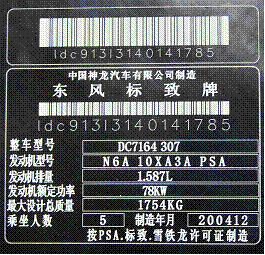 ldc913l3140141785
中国神龙汽车有限公司制造
东风标致牌
ldc913l3140141785
整车型号 DC7164 307
发动机型号 N6A 10XA3A PSA
发动机排量 1.587L
发动机额定功率 78KW
最大设计总质量 1754KG
乘坐人数 5 制造年月 200412
按PSA.标致.雪铁龙许可证制造